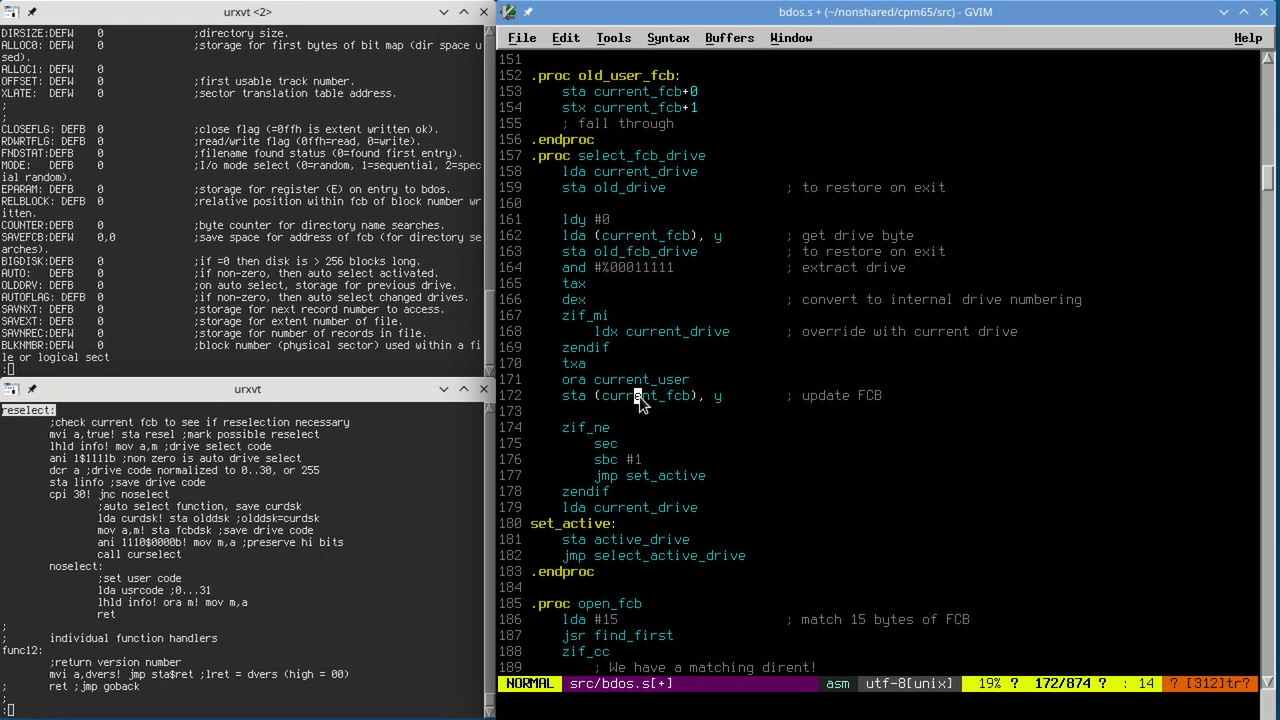 urxvt <2>
DIRSIZE:DEFW    0               ;directory size.
ALLOC0: DEFW    0               ;storage for first bytes of bit map (dir space u
sed).
ALLOC1: DEFW    0
OFFSET: DEFW    0               ;first usable track number.
XLATE:  DEFW    0               ;sector translation table address.
;
;
CLOSEFLG: DEFB  0               ;close flag (=0ffh is extent written ok).
RDWRTFLG: DEFB  0               ;read/write flag (0ffh=read, 0=write).
FNDSTAT:DEFB    0               ;filename found status (0=found first entry).
MODE:   DEFB    0               ;I/o mode select (0=random, 1=sequential, 2=spec
ial random).
EPARAM: DEFB    0               ;storage for register (E) on entry to bdos.
RELBLOCK: DEFB  0               ;relative position within fcb of block number wr
itten.
COUNTER:DEFW    0               ;byte counter for directory name searches.
SAVEFCB:DEFW    0,0             ;save space for address of fcb (for directory se
arches).
BIGDISK:DEFB    0               ;if =0 then disk is > 256 blocks long.
AUTO:   DEFB    0               ;if non-zero, then auto select activated.
OLDDRV: DEFB    0               ;on auto select, storage for previous drive.
AUTOFLAG: DEFB  0               ;if non-zero, then auto select changed drives.
SAVNXT: DEFB    0               ;storage for next record number to access.
SAVEXT: DEFB    0               ;storage for extent number of file.
SAVNREC:DEFW    0               ;storage for number of records in file.
BLKNMBR:DEFW    0               ;block number (physical sector) used within a fi
le or logical sect
:
urxvt
reselect:
        ;check current fcb to see if reselection necessary
        mvi a,true! sta resel ;mark possible reselect
        lhld info! mov a,m ;drive select code
        ani 1$1111b ;non zero is auto drive select
        dcr a ;drive code normalized to 0..30, or 255
        sta linfo ;save drive code
        cpi 30! jnc noselect
                ;auto select function, save curdsk
                lda curdsk! sta olddsk ;olddsk=curdsk
                mov a,m! sta fcbdsk ;save drive code
                ani 1110$0000b! mov m,a ;preserve hi bits
                call curselect
        noselect:
                ;set user code
                lda usrcode ;0...31
                lhld info! ora m! mov m,a
                ret
;
;       individual function handlers
func12:
        ;return version number
        mvi a,dvers! jmp sta$ret ;lret = dvers (high = 00)
;       ret ;jmp goback
;
:
bdos.s + (~/nonshared/cpm65/src) - GVIM
File Edit Tools Syntax Buffers Window Help
151
152 .proc old_user_fcb:
153     sta current_fcb+0
154     stx current_fcb+1
155     ; fall through
156 .endproc
157 .proc select_fcb_drive
158     lda current_drive
159     sta old_drive               ; to restore on exit
160
161     ldy #0
162     lda (current_fcb), y        ; get drive byte
163     sta old_fcb_drive           ; to restore on exit
164     and #%00011111              ; extract drive
165     tax
166     dex                         ; convert to internal drive numbering
167     zif_mi
168         ldx current_drive       ; override with current drive
169     zendif
170     txa
171     ora current_user
172     sta (current_fcb), y        ; update FCB
173
174     zif_ne
175         sec
176         sbc #1
177         jmp set_active
178     zendif
179     lda current_drive
180 set_active:
181     sta active_drive
182     jmp select_active_drive
183 .endproc
184
185 .proc open_fcb
186     lda #15                     ; match 15 bytes of FCB
187     jsr find_first
188     zif_cc
189         ; We have a matching dirent!
NORMAL src/bdos.s[+] asm utf-8[unix] 19% ? 172/874 ? : 14 ? [312]tr?